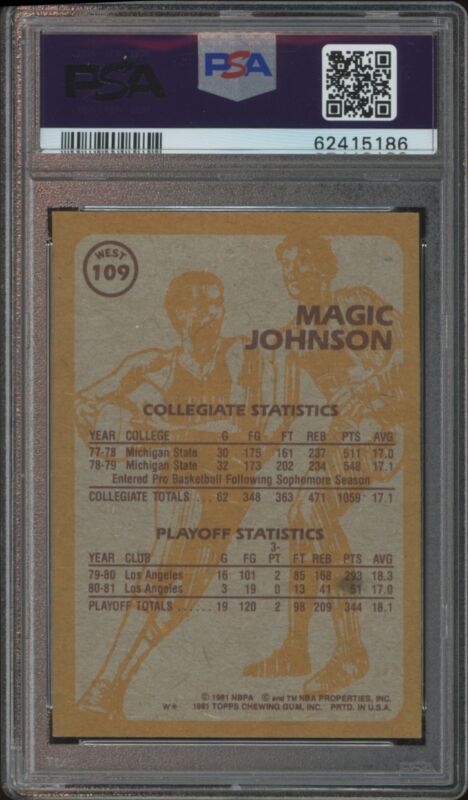 PSA
PSA
62415186
WEST
109
MAGIC
JOHNSON
COLLEGIATE STATISTICS
YEAR COLLEGE G FG FT REB PTS AVG
77-78 Michigan State 30 175 161 237 511 17.0
78-79 Michigan State 32 173 202 234 548 17.1
Entered Pro Basketball Following Sophomore Season
COLLEGIATE TOTALS . . . 62 348 363 471 1059 17.1
PLAYOFF STATISTICS
3-
YEAR CLUB G FG PT FT REB PTS AVG
79-80 Los Angeles 16 101 2 85 168 293 18.3
80-81 Los Angeles 3 19 0 13 41 51 17.0
PLAYOFF TOTALS ...... 19 120 2 98 209 344 18.1
© 1981 NBPA © and TM NBA PROPERTIES, INC.
W* 1981 TOPPS CHEWING GUM, INC. PRTD. IN U.S.A.